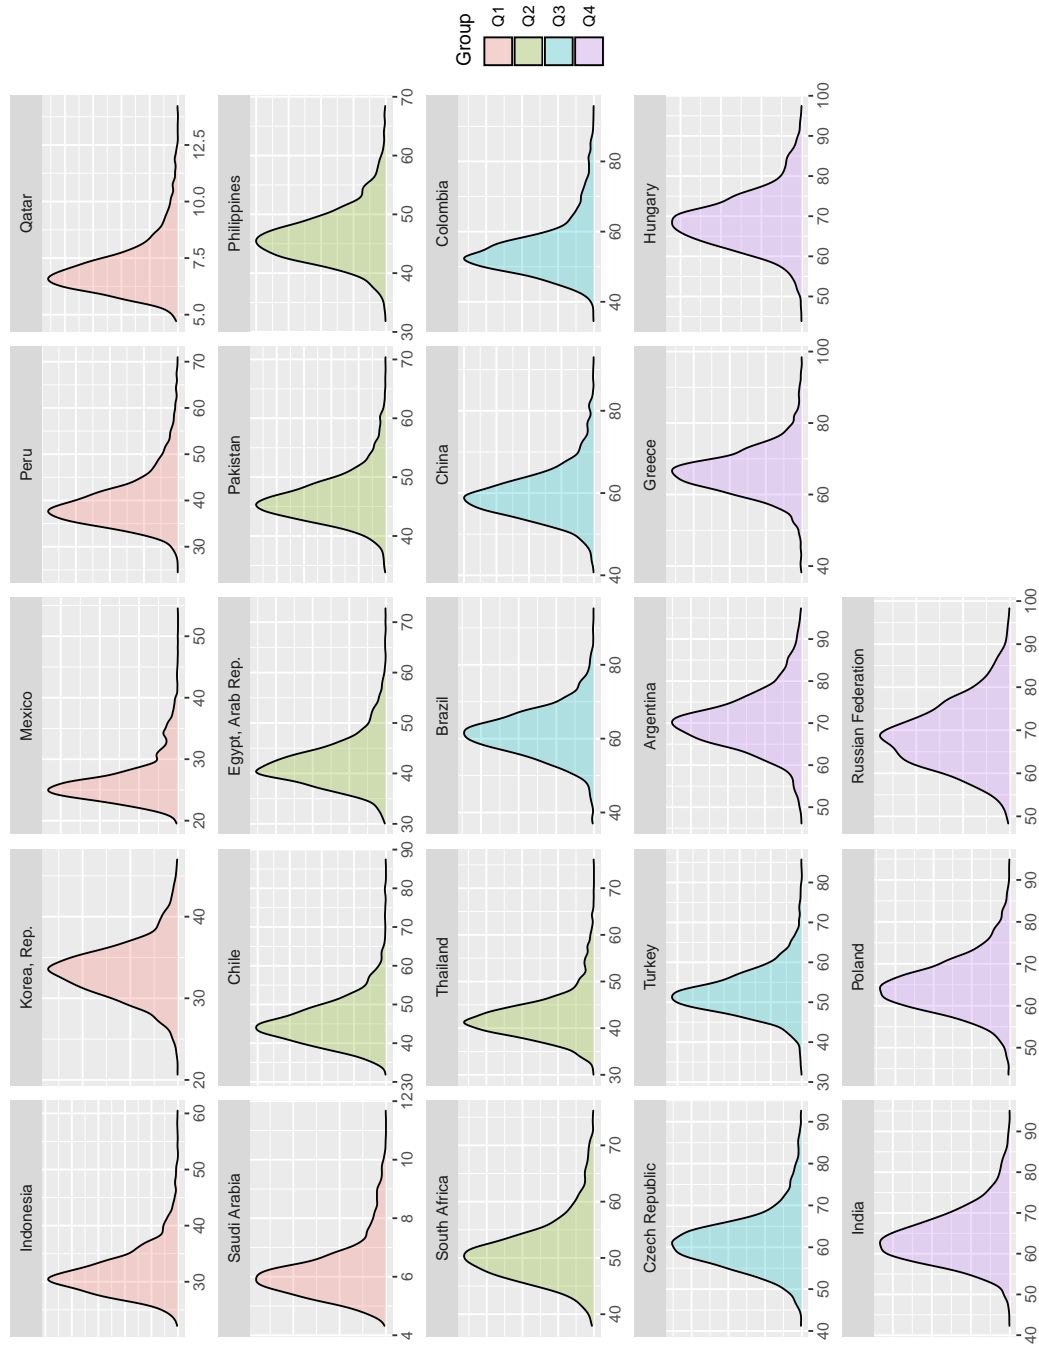 Indonesia Korea, Rep. Mexico Peru Qatar
30 40 50 60 20 30 40 20 30 40 50 30 40 50 60 70 5.0 7.5 10.0 12.5
Saudi Arabia Chile Egypt, Arab Rep. Pakistan Philippines
4 6 8 10 12 30 40 50 60 70 80 90 30 40 50 60 70 40 50 60 70 30 40 50 60 70
South Africa Thailand Brazil China Colombia
40 50 60 70 30 40 50 60 70 40 60 80 40 60 80 40 60 80
Czech Republic Turkey Argentina Greece Hungary
40 50 60 70 80 90 30 40 50 60 70 80 50 60 70 80 90 40 60 80 100 50 60 70 80 90 100
India Poland Russian Federation
40 50 60 70 80 90 50 60 70 80 90 50 60 70 80 90 100
Group
Q1
Q2
Q3
Q4